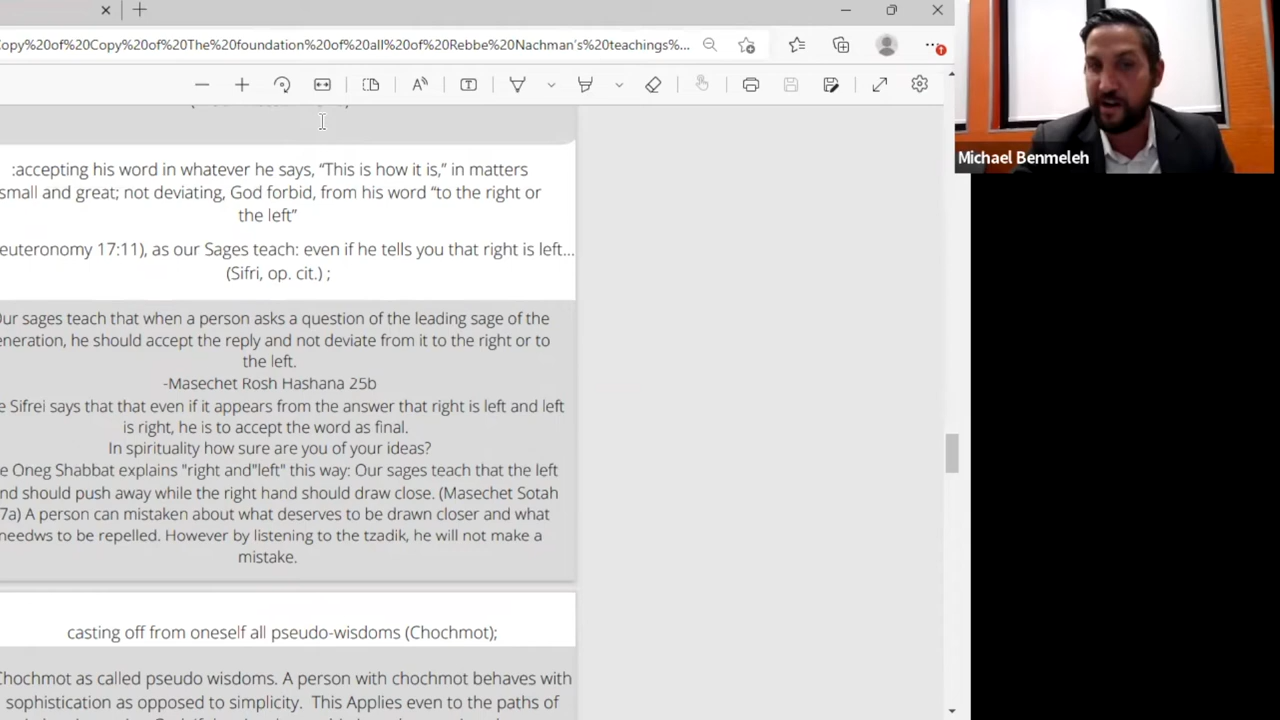 opy%20of%20Copy%20of%20The%20foundation%20of%20all%20of%20Rebbe%20Nachman's%20teachings%...
:accepting his word in whatever he says, “This is how it is,” in matters
small and great; not deviating, God forbid, from his word “to the right or
the left”
euteronomy 17:11), as our Sages teach: even if he tells you that right is left...
(Sifri, op. cit.) ;
ur sages teach that when a person asks a question of the leading sage of the
eneration, he should accept the reply and not deviate from it to the right or to
the left.
-Masechet Rosh Hashana 25b
e Sifrei says that that even if it appears from the answer that right is left and left
is right, he is to accept the word as final.
In spirituality how sure are you of your ideas?
e Oneg Shabbat explains "right and"left" this way: Our sages teach that the left
nd should push away while the right hand should draw close. (Masechet Sotah
7a) A person can mistaken about what deserves to be drawn closer and what
needws to be repelled. However by listening to the tzadik, he will not make a
mistake.
casting off from oneself all pseudo-wisdoms (Chochmot);
Chochmot as called pseudo wisdoms. A person with chochmot behaves with
sophistication as opposed to simplicity. This Applies even to the paths of
Michael Benmeleh